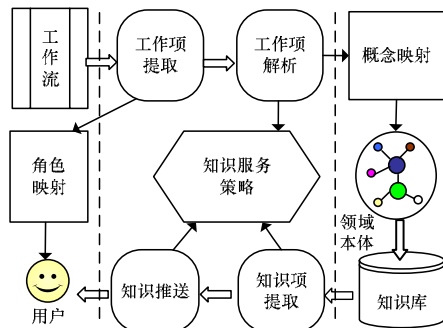 工作流
工作项
提取
工作项
解析
概念映射
角色
映射
知识服务
策略
领域
本体
用户
知识推送
知识项
提取
知识库